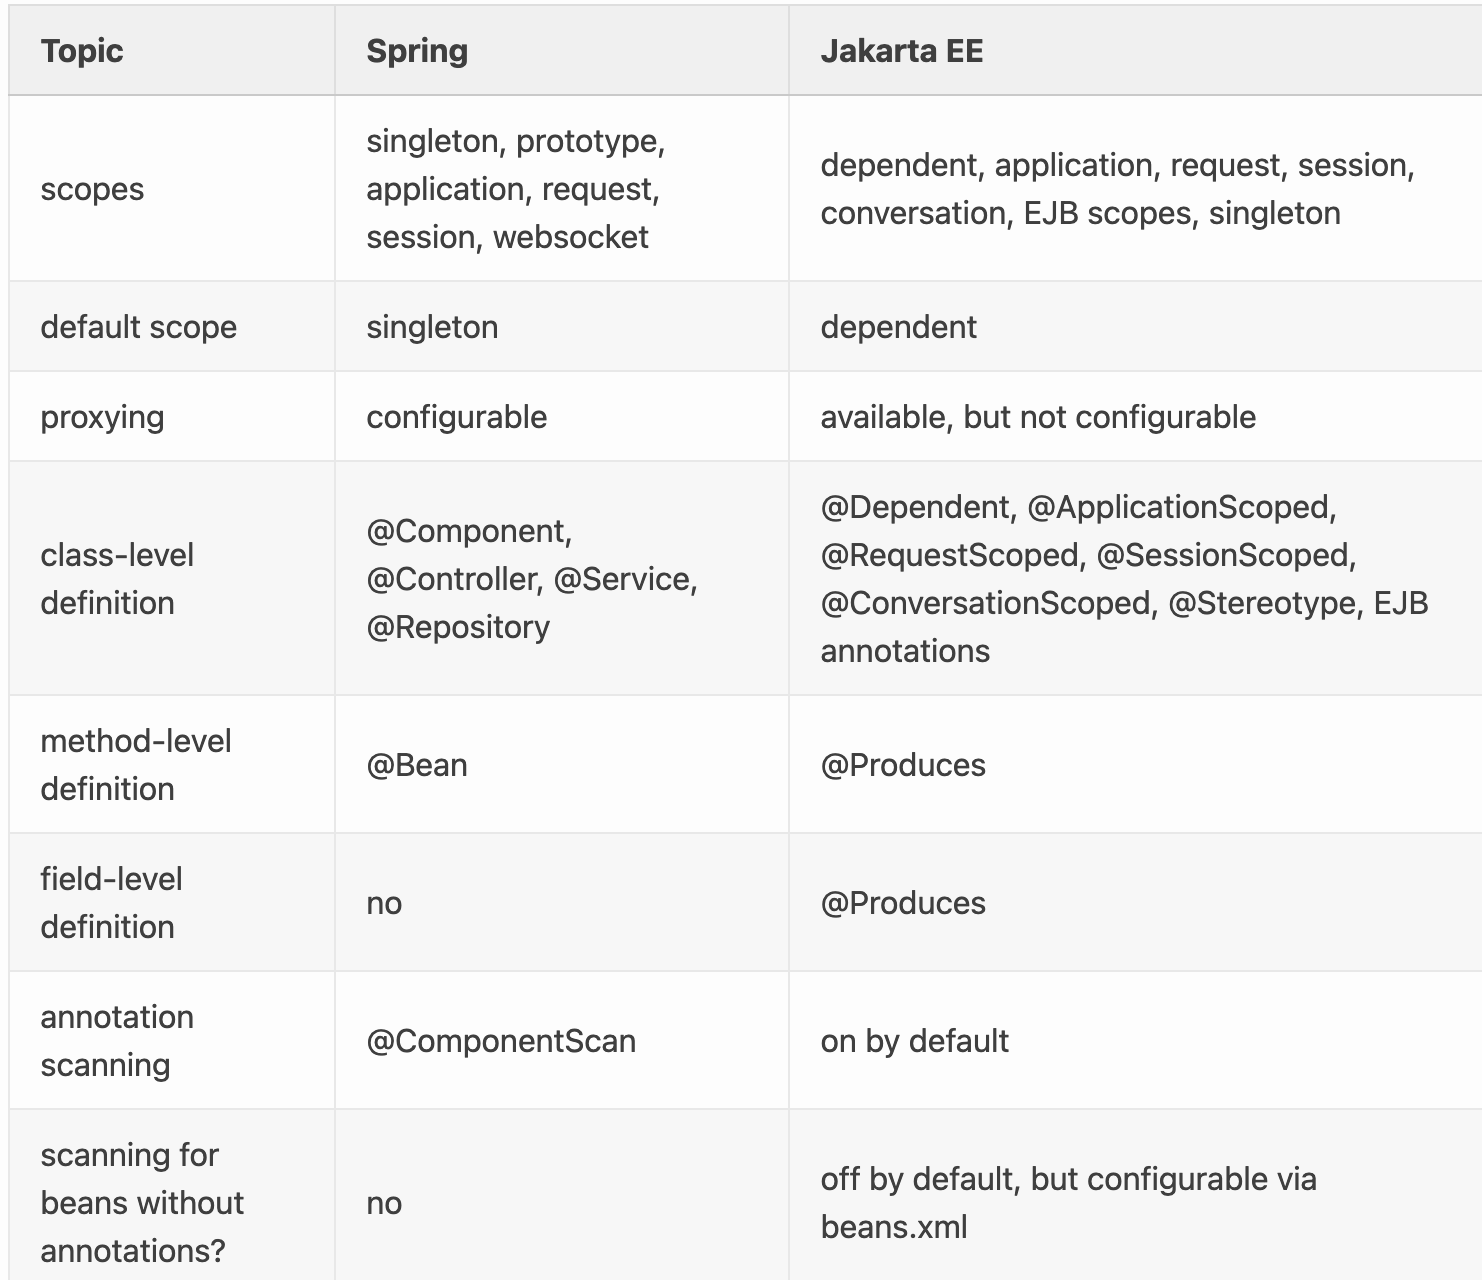 Topic
Spring
Jakarta EE
scopes
singleton, prototype,
application, request,
session, websocket
dependent, application, request, session,
conversation, EJB scopes, singleton
default scope
singleton
dependent
proxying
configurable
available, but not configurable
class-level
definition
@Component,
@Controller, @Service,
@Repository
@Dependent, @ApplicationScoped,
@RequestScoped, @SessionScoped,
@ConversationScoped, @Stereotype, EJB
annotations
method-level
definition
@Bean
@Produces
field-level
definition
no
@Produces
annotation
scanning
@ComponentScan
on by default
scanning for
beans without
annotations?
no
off by default, but configurable via
beans.xml